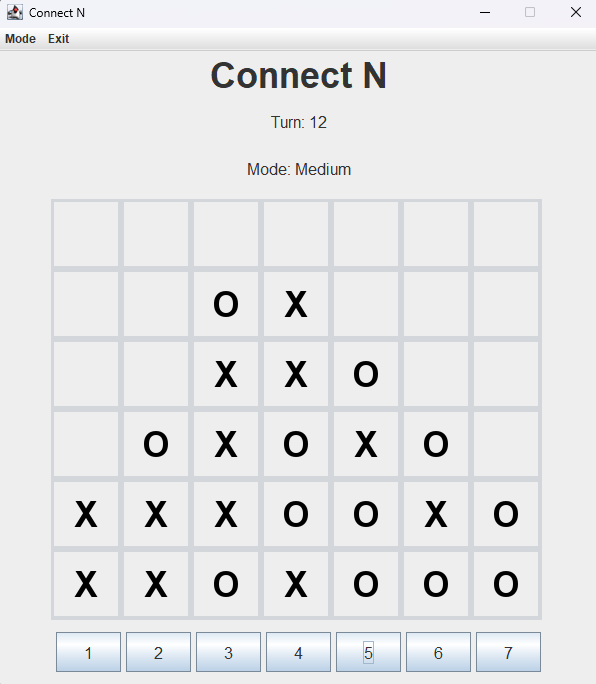 Connect N
Mode Exit
Connect N
Turn: 12
Mode: Medium
O X
X X O
O X O X O
X X X O O X O
X X O X O O O
1 2 3 4 5 6 7